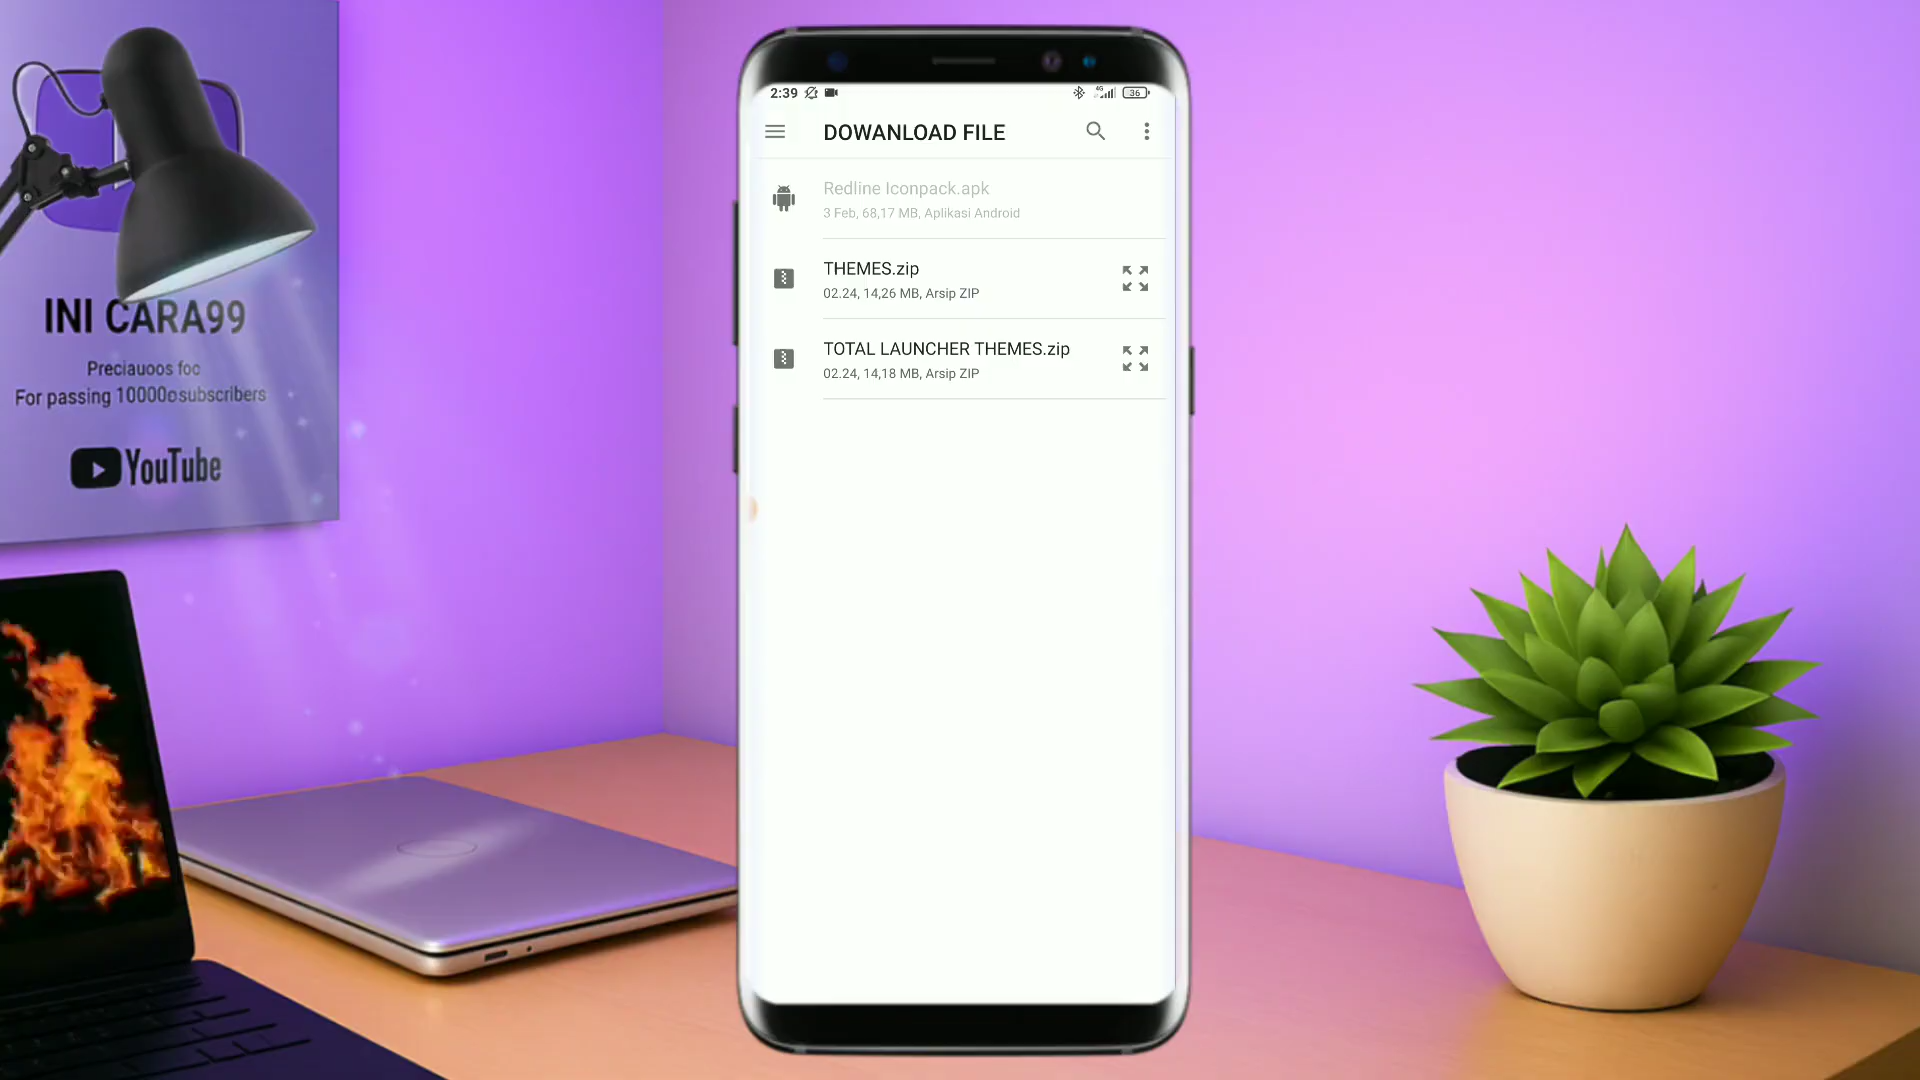 INI CARA99
Preciauoos foc
For passing 10000osubscribers
YouTube
2:39
4G
36
DOWANLOAD FILE
Redline Iconpack.apk
3 Feb, 68,17 MB, Aplikasi Android
THEMES.zip
02.24, 14,26 MB, Arsip ZIP
TOTAL LAUNCHER THEMES.zip
02.24, 14,18 MB, Arsip ZIP